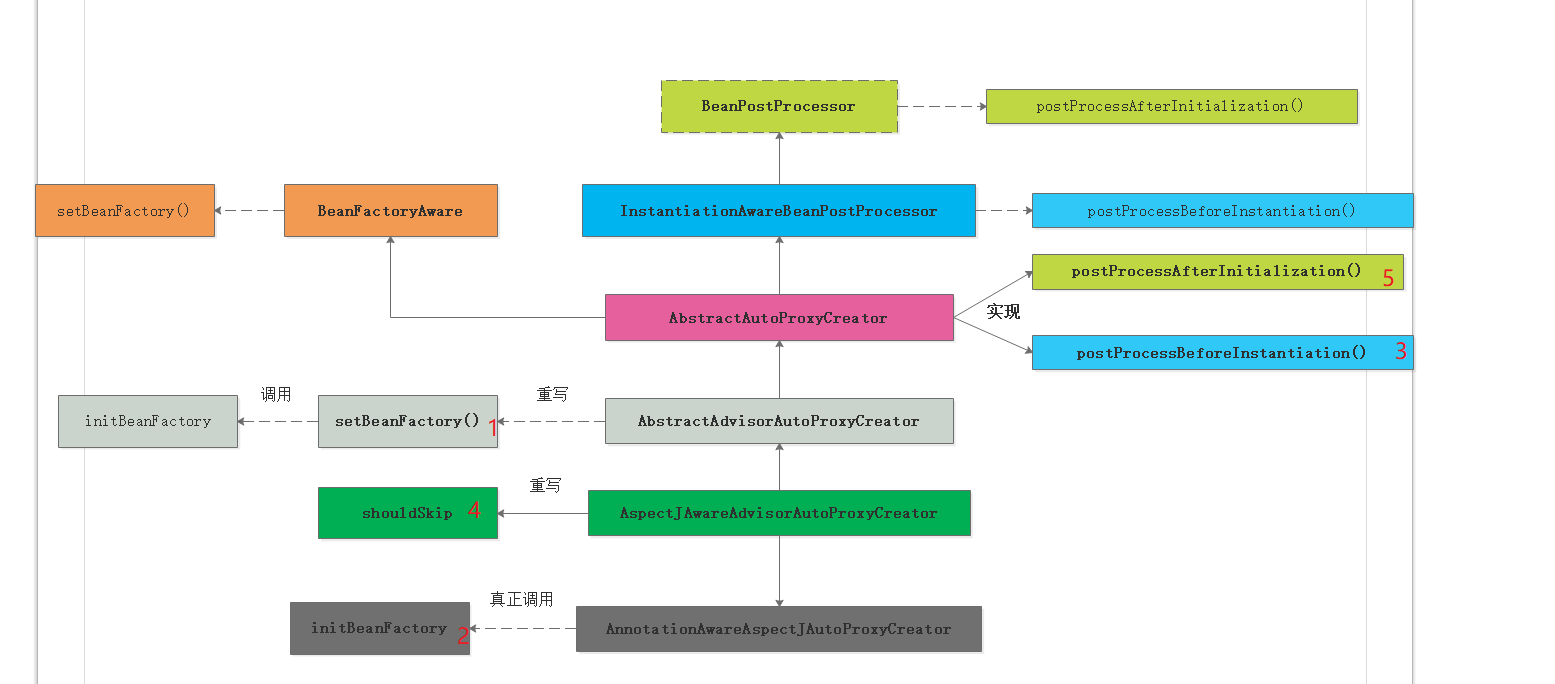 BeanPostProcessor
postProcessAfterInitialization()
setBeanFactory()
BeanFactoryAware
InstantiationAwareBeanPostProcessor
postProcessBeforeInstantiation()
postProcessAfterInitialization() 5
AbstractAutoProxyCreator
实现
postProcessBeforeInstantiation() 3
调用
重写
initBeanFactory
setBeanFactory() 1
AbstractAdvisorAutoProxyCreator
重写
shouldSkip 4
AspectJAwareAdvisorAutoProxyCreator
真正调用
initBeanFactory 2
AnnotationAwareAspectJAutoProxyCreator